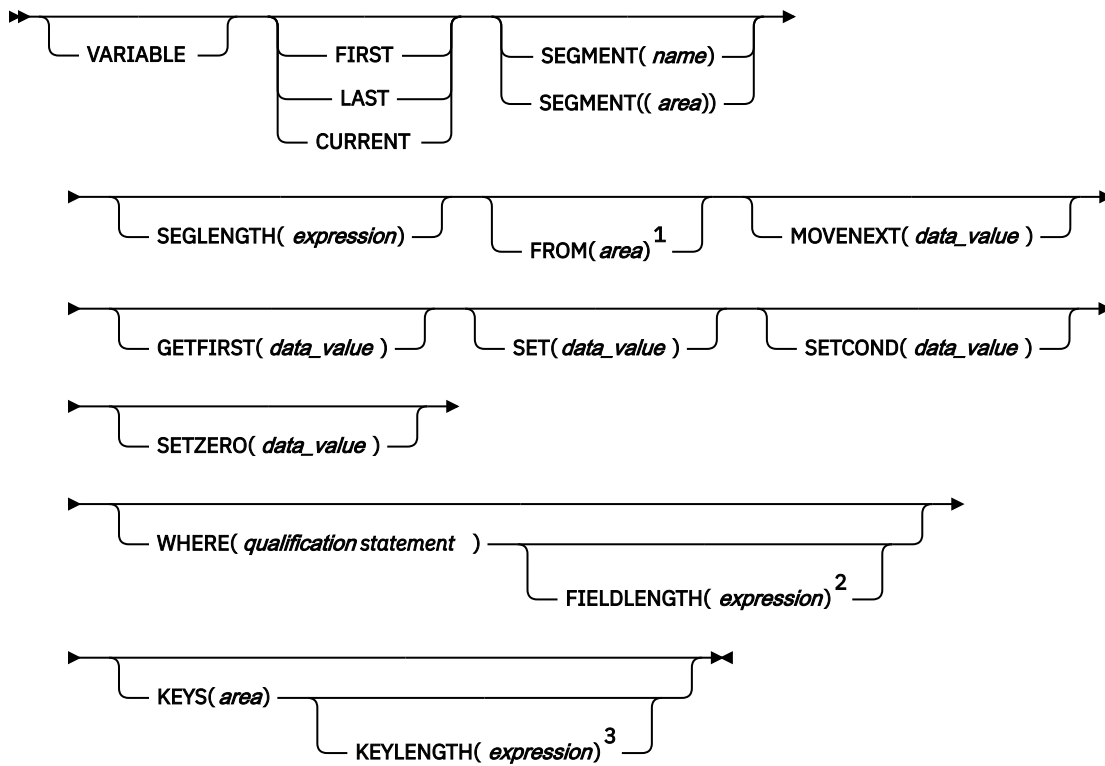 VARIABLE
FIRST
LAST
CURRENT
SEGMENT( name)
SEGMENT(( area))
SEGLENGTH( expression)
FROM( area) 1
MOVENEXT( data_value )
GETFIRST( data_value )
SET( data_value )
SETCOND( data_value )
SETZERO( data_value )
WHERE( qualification statement )
FIELDLENGTH( expression) 2
KEYS( area)
KEYLENGTH( expression) 3